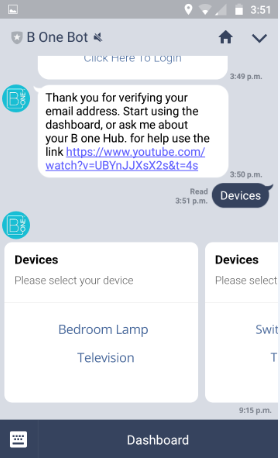 3:51
B One Bot
Click Here To Login
3:49 p.m.
Thank you for verifying your
email address. Start using the
dashboard, or ask me about
your B one Hub. for help use the
link https://www.youtube.com/
watch?v=UBYnJJXsX2s&t=4s
3:50 p.m.
Read
3:51 p.m.
Devices
Devices
Please select your device
Bedroom Lamp
Television
Devices
Please select
Swit
T
9:15 p.m.
Dashboard